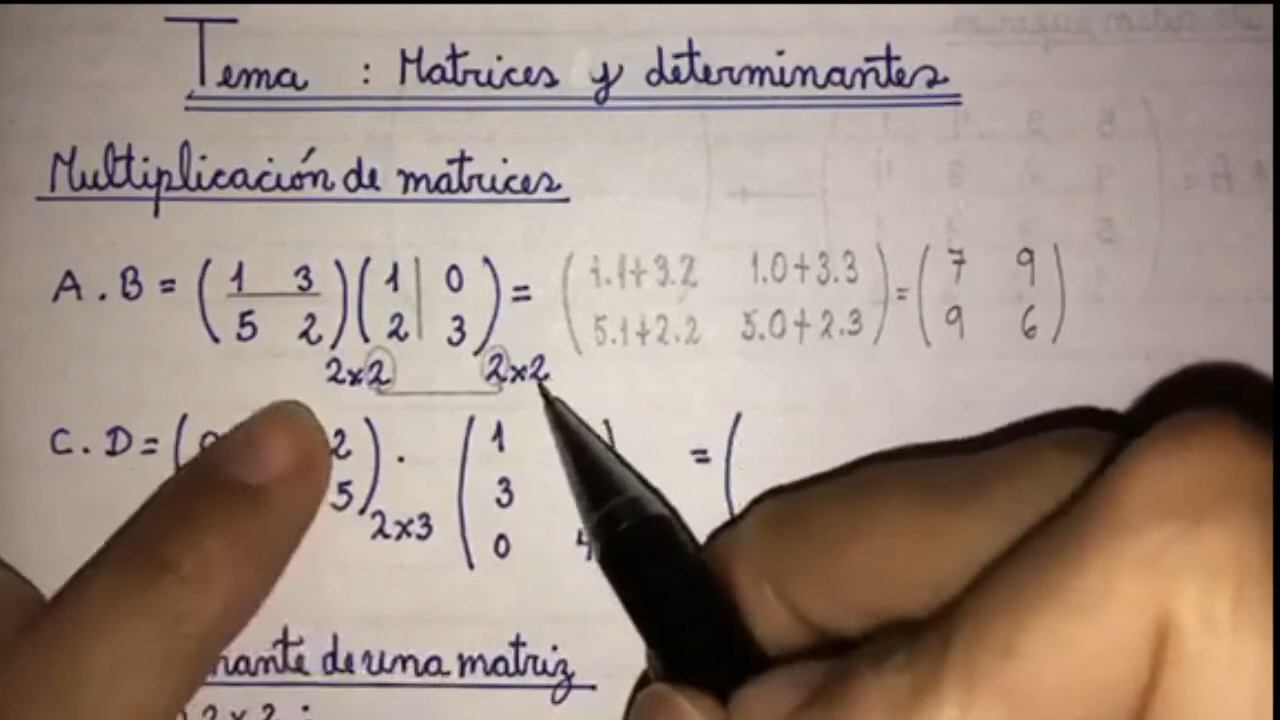 Tema : Matrices y determinantes
Multiplicación de matrices
A . B = ( 1 3 ) ( 1 | 0 ) = ( 1.1+3.2 1.0+3.3 ) = ( 7 9 )
5 2 2 3 5.1+2.2 5.0+2.3 9 6
2x2 2x2
C . D = ( 2 ) . ( 1 ) = (
5 3
2x3
0 4
de una matriz
2x2 :